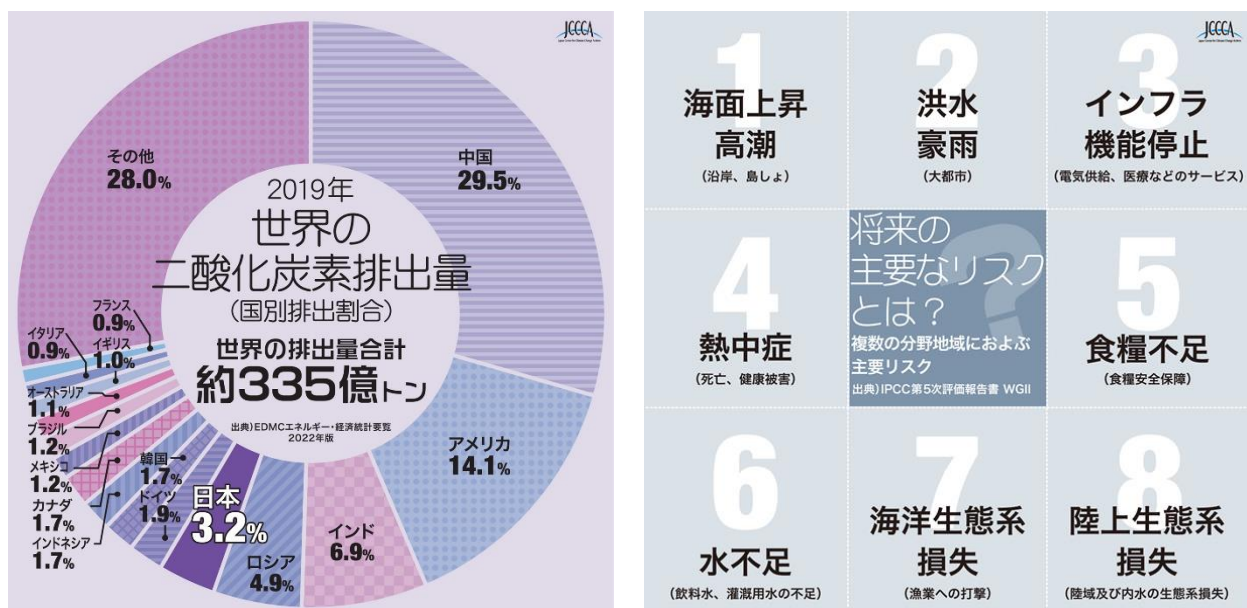 JCCCA
2019年
世界の
二酸化炭素排出量
(国別排出割合)
世界の排出量合計
約335億トン
出典)EDMCエネルギー・経済統計要覧
2022年版
中国
29.5%
アメリカ
14.1%
インド
6.9%
ロシア
4.9%
日本
3.2%
ドイツ
1.9%
韓国
1.7%
インドネシア
1.7%
カナダ
1.7%
メキシコ
1.2%
ブラジル
1.2%
オーストラリア
1.1%
イギリス
1.0%
イタリア
0.9%
フランス
0.9%
その他
28.0%
JCCCA
1
海面上昇
高潮
(沿岸、島しょ)
2
洪水
豪雨
(大都市)
3
インフラ
機能停止
(電気供給、医療などのサービス)
4
熱中症
(死亡、健康被害)
将来の
主要なリスク
とは?
複数の分野地域におよぶ
主要リスク
出典)IPCC第5次評価報告書 WGII
?
5
食糧不足
(食糧安全保障)
6
水不足
(飲料水、灌漑用水の不足)
7
海洋生態系
損失
(漁業への打撃)
8
陸上生態系
損失
(陸域及び内水の生態系損失)